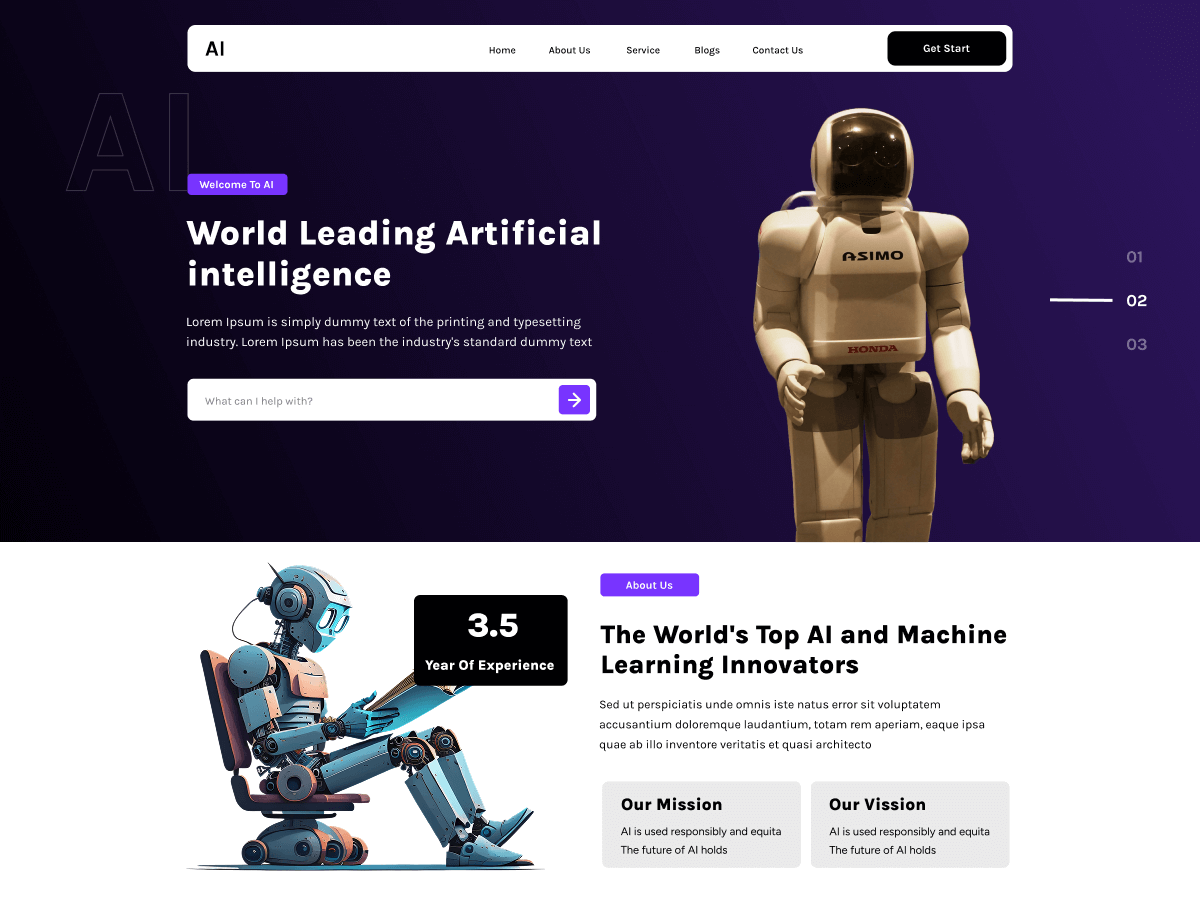 AI
Home
About Us
Service
Blogs
Contact Us
Get Start
AI
Welcome To AI
World Leading Artificial
intelligence
Lorem Ipsum is simply dummy text of the printing and typesetting
industry. Lorem Ipsum has been the industry's standard dummy text
What can I help with?
ASIMO
HONDA
01
02
03
3.5
Year Of Experience
About Us
The World's Top AI and Machine
Learning Innovators
Sed ut perspiciatis unde omnis iste natus error sit voluptatem
accusantium doloremque laudantium, totam rem aperiam, eaque ipsa
quae ab illo inventore veritatis et quasi architecto
Our Mission
AI is used responsibly and equita
The future of AI holds
Our Vission
AI is used responsibly and equita
The future of AI holds